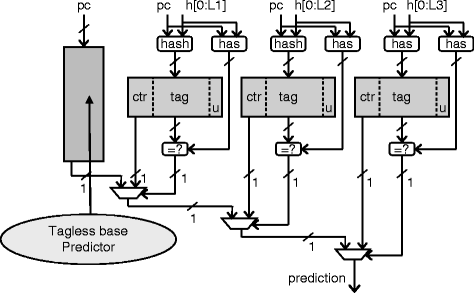 pc pc h[0:L1] pc h[0:L2] pc h[0:L3]
hash has hash has has has
ctr tag u ctr tag u ctr tag u
=? =? =?
1 1 1 1 1 1 1
1
1
Tagless base
Predictor
prediction